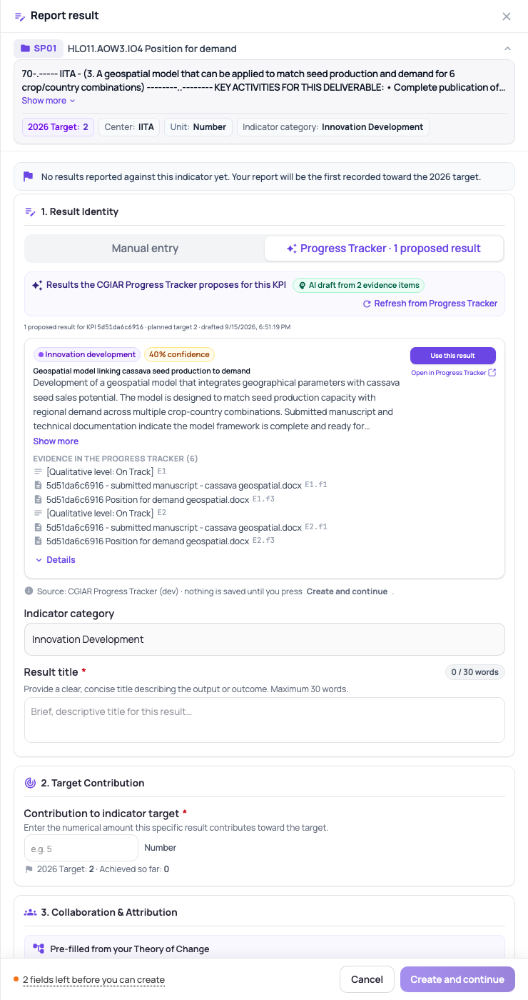 Report result
SP01 HLO11.AOW3.IO4 Position for demand
70-.----- IITA - (3. A geospatial model that can be applied to match seed production and demand for 6
crop/country combinations) --------..-------- KEY ACTIVITIES FOR THIS DELIVERABLE: • Complete publication of...
Show more
2026 Target: 2 Center: IITA Unit: Number Indicator category: Innovation Development
No results reported against this indicator yet. Your report will be the first recorded toward the 2026 target.
1. Result Identity
Manual entry Progress Tracker · 1 proposed result
Results the CGIAR Progress Tracker proposes for this KPI AI draft from 2 evidence items
Refresh from Progress Tracker
1 proposed result for KPI 5d51da6c6916 · planned target 2 · drafted 9/15/2026, 6:51:19 PM
Innovation development 40% confidence Use this result
Geospatial model linking cassava seed production to demand Open in Progress Tracker
Development of a geospatial model that integrates geographical parameters with cassava
seed sales potential. The model is designed to match seed production capacity with
regional demand across multiple crop-country combinations. Submitted manuscript and
technical documentation indicate the model framework is complete and ready for...
Show more
EVIDENCE IN THE PROGRESS TRACKER (6)
[Qualitative level: On Track] E1
5d51da6c6916 - submitted manuscript - cassava geospatial.docx E1.f1
5d51da6c6916 Position for demand geospatial.docx E1.f3
[Qualitative level: On Track] E2
5d51da6c6916 - submitted manuscript - cassava geospatial.docx E2.f1
5d51da6c6916 Position for demand geospatial.docx E2.f3
Details
Source: CGIAR Progress Tracker (dev) · nothing is saved until you press Create and continue .
Indicator category
Innovation Development
Result title * 0 / 30 words
Provide a clear, concise title describing the output or outcome. Maximum 30 words.
Brief, descriptive title for this result...
2. Target Contribution
Contribution to indicator target *
Enter the numerical amount this specific result contributes toward the target.
e.g. 5 Number
2026 Target: 2 · Achieved so far: 0
3. Collaboration & Attribution
Pre-filled from your Theory of Change
2 fields left before you can create Cancel Create and continue